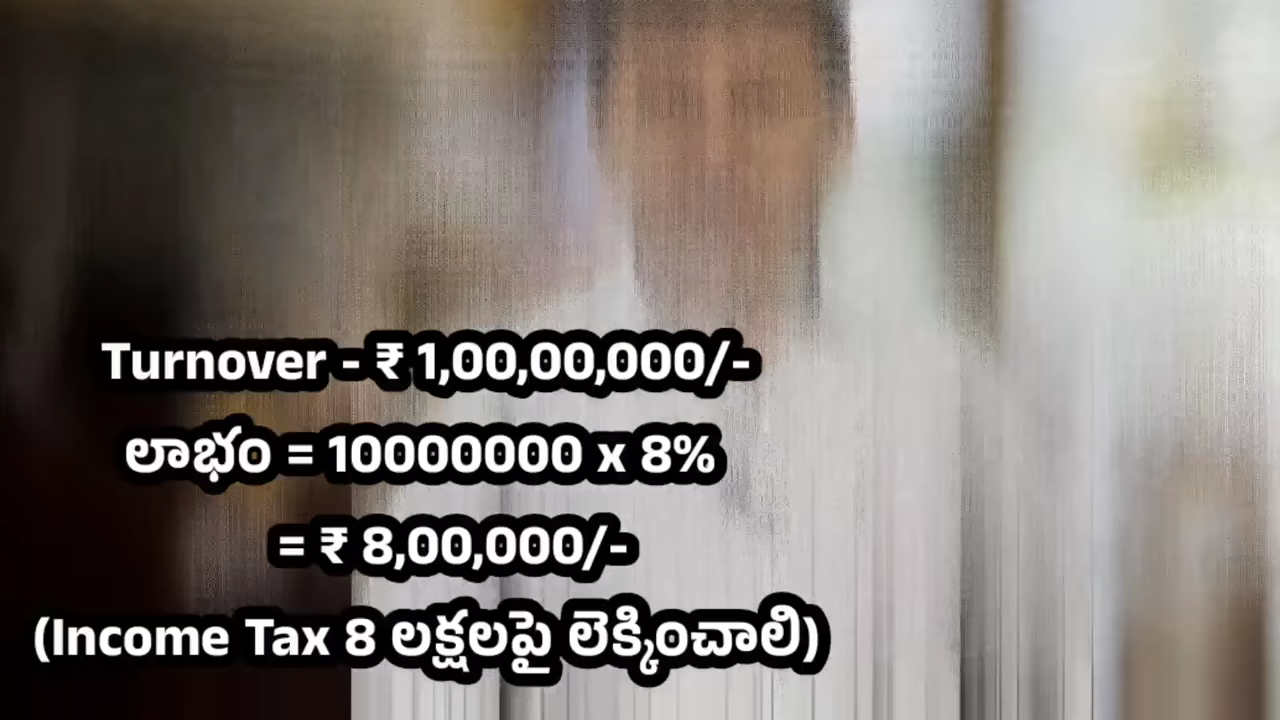 Turnover - ₹ 1,00,00,000/-
లాభం = 10000000 x 8%
= ₹ 8,00,000/-
(Income Tax 8 లక్షలపై లెక్కించాలి)